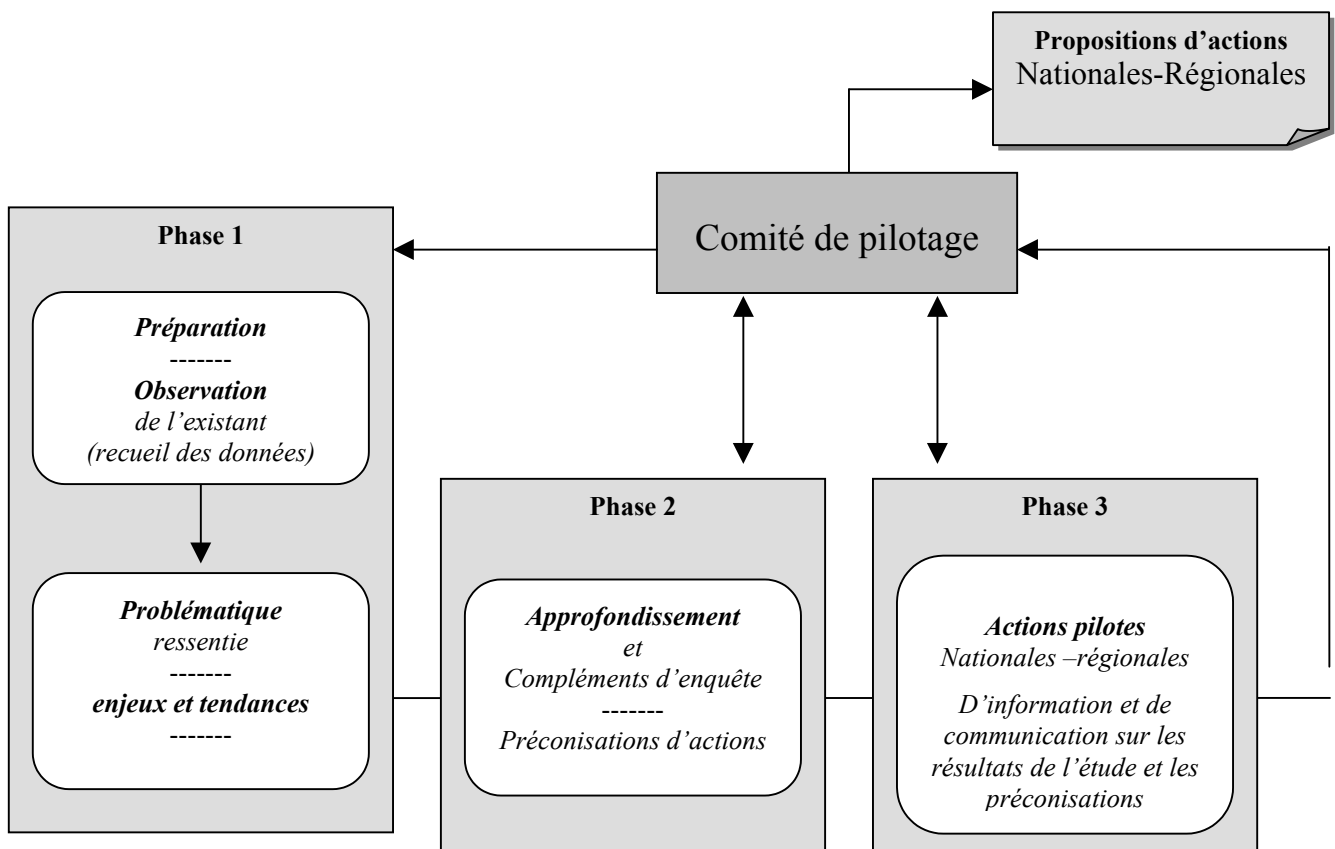 Propositions d’actions
Nationales-Régionales
Comité de pilotage
Phase 1
Préparation
-------
Observation
de l’existant
(recueil des données)
Problématique
ressentie
-------
enjeux et tendances
-------
Phase 2
Approfondissement
et
Compléments d’enquête
-------
Préconisations d’actions
Phase 3
Actions pilotes
Nationales –régionales
D’information et de
communication sur les
résultats de l’étude et les
préconisations